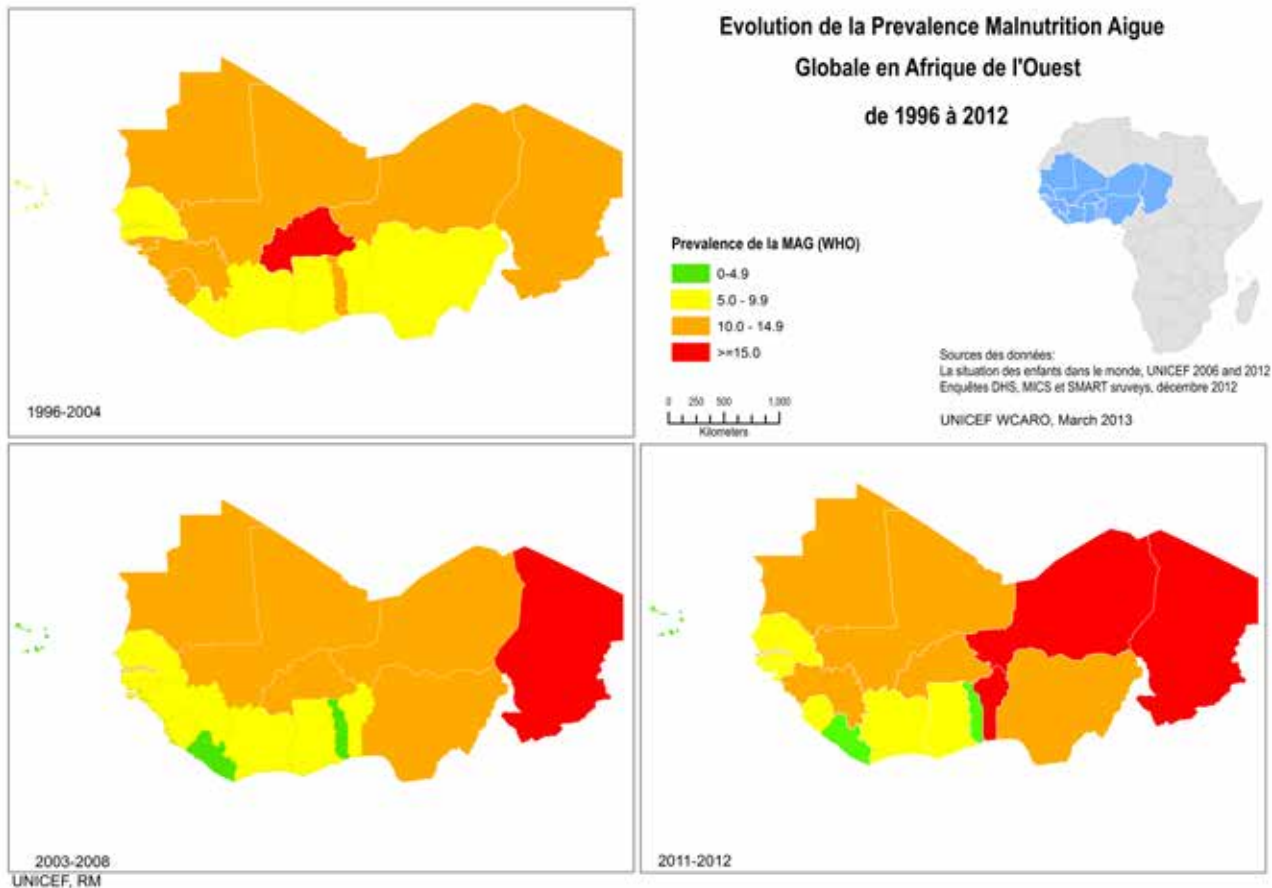 Evolution de la Prevalence Malnutrition Aigue
Globale en Afrique de l'Ouest
de 1996 à 2012
Prevalence de la MAG (WHO)
0-4.9
5.0 - 9.9
10.0 - 14.9
>=15.0
0 250 500 1,000
Kilometers
Sources des données:
La situation des enfants dans le monde, UNICEF 2006 and 2012
Enquêtes DHS, MICS et SMART sruveys, décembre 2012
UNICEF WCARO, March 2013
1996-2004
2003-2008
2011-2012
UNICEF, RM